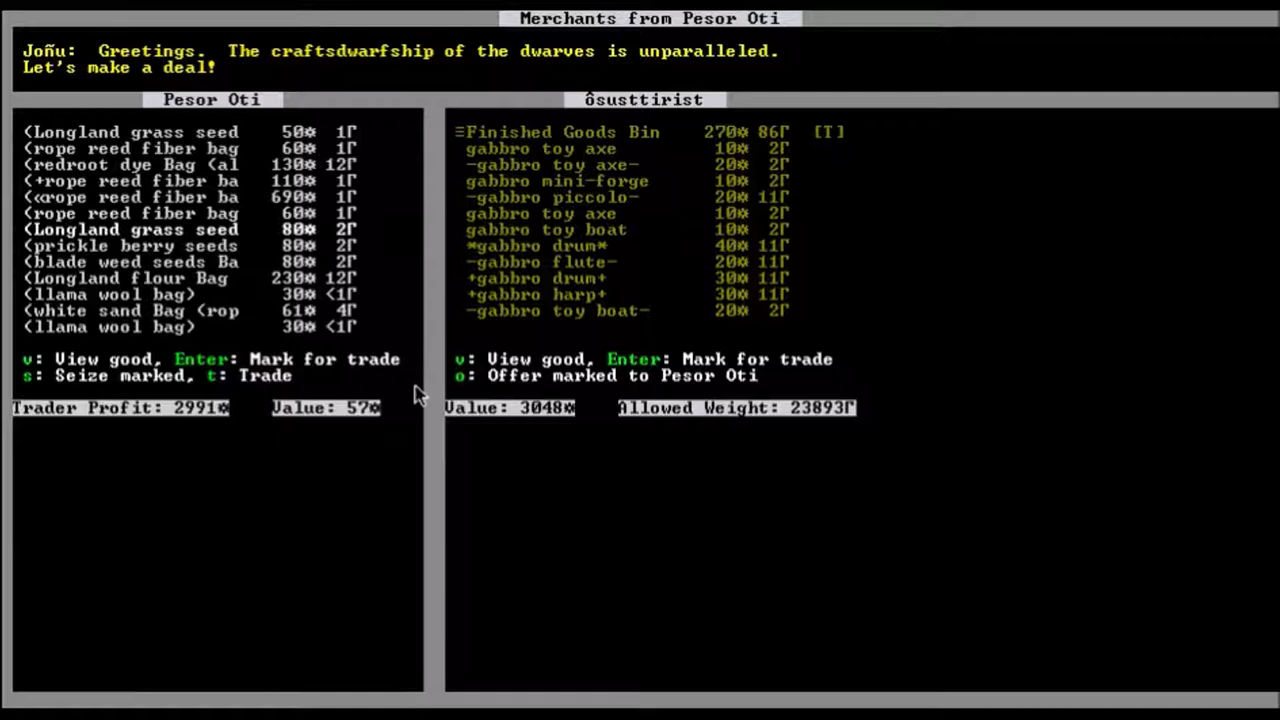 Merchants from Pesor Oti
Joñu:  Greetings.  The craftsdwarfship of the dwarves is unparalleled.
Let's make a deal!
Pesor Oti
(Longland grass seed 50☼ 1Γ
(rope reed fiber bag 60☼ 1Γ
(redroot dye Bag (al 130☼ 12Γ
(+rope reed fiber ba 110☼ 1Γ
(«rope reed fiber ba 690☼ 1Γ
(rope reed fiber bag 60☼ 1Γ
(Longland grass seed 80☼ 2Γ
(prickle berry seeds 80☼ 2Γ
(blade weed seeds Ba 80☼ 2Γ
(Longland flour Bag 230☼ 12Γ
(llama wool bag) 30☼ <1Γ
(white sand Bag (rop 61☼ 4Γ
(llama wool bag) 30☼ <1Γ
v: View good, Enter: Mark for trade
s: Seize marked, t: Trade
Trader Profit: 2991☼ Value: 57☼
ôsusttirist
≡Finished Goods Bin 270☼ 86Γ [T]
gabbro toy axe 10☼ 2Γ
-gabbro toy axe- 20☼ 2Γ
gabbro mini-forge 10☼ 2Γ
-gabbro piccolo- 20☼ 11Γ
gabbro toy axe 10☼ 2Γ
gabbro toy boat 10☼ 2Γ
*gabbro drum* 40☼ 11Γ
-gabbro flute- 20☼ 11Γ
+gabbro drum+ 30☼ 11Γ
+gabbro harp+ 30☼ 11Γ
-gabbro toy boat- 20☼ 2Γ
v: View good, Enter: Mark for trade
o: Offer marked to Pesor Oti
Value: 3048☼ Allowed Weight: 23893Γ